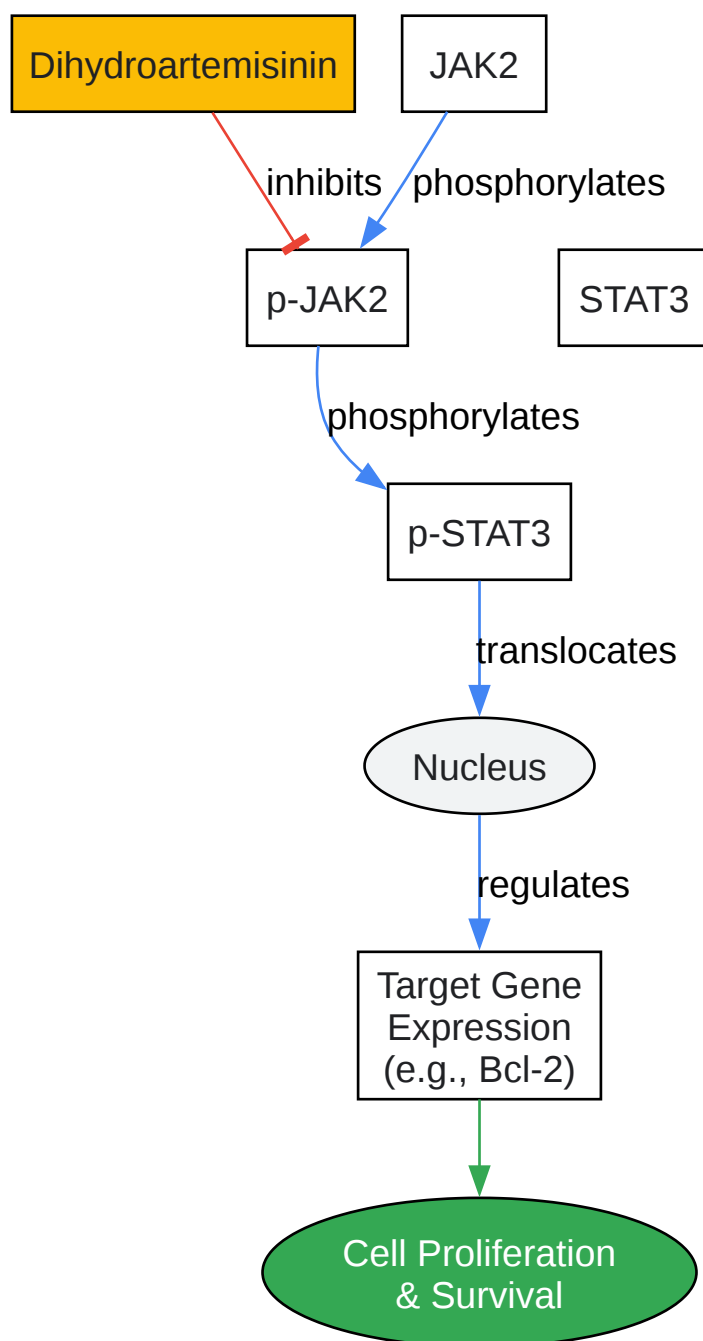 Dihydroartemisinin
JAK2
inhibits
phosphorylates
p-JAK2
STAT3
phosphorylates
p-STAT3
translocates
Nucleus
regulates
Target Gene
Expression
(e.g., Bcl-2)
Cell Proliferation
& Survival